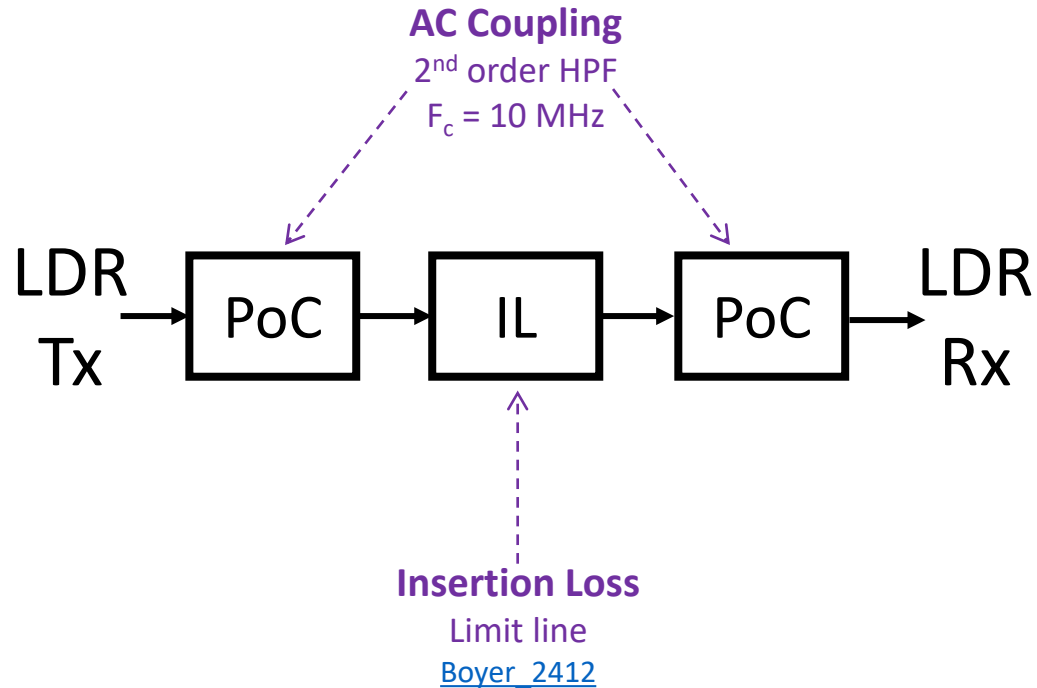 AC Coupling
2nd order HPF
Fc = 10 MHz
LDR
Tx
PoC
IL
PoC
LDR
Rx
Insertion Loss
Limit line
Boyer_2412